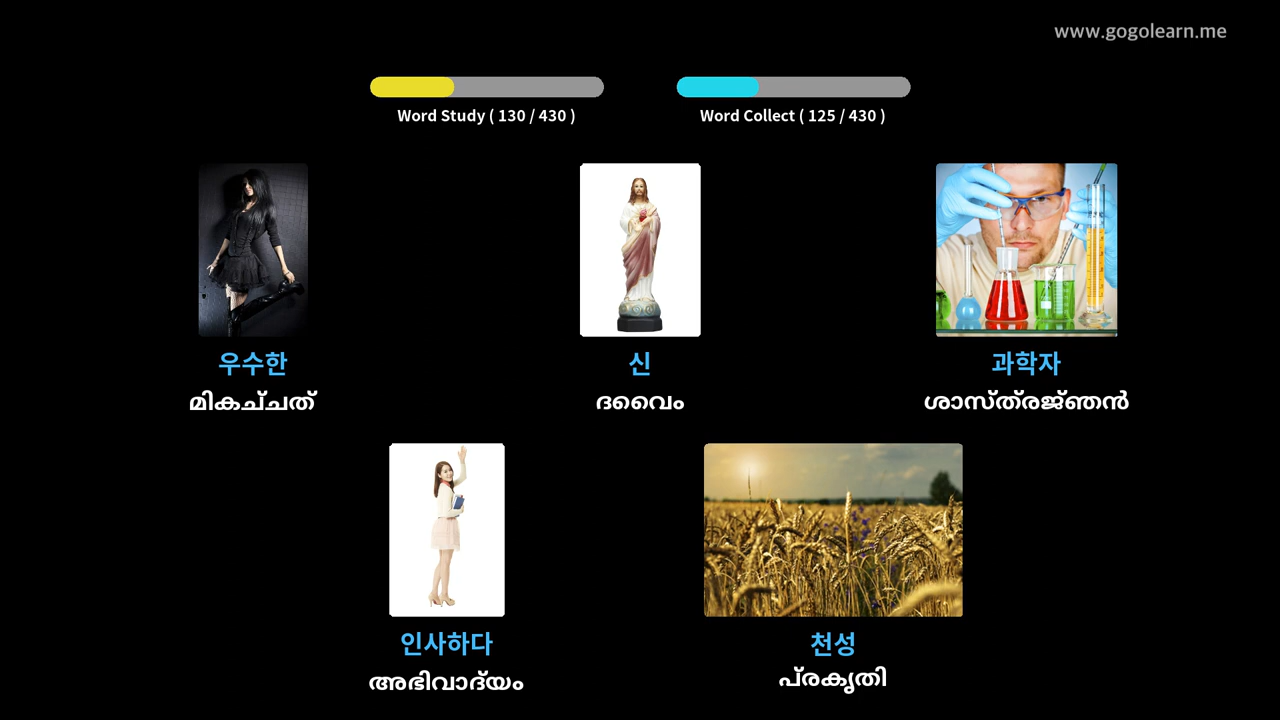 www.gogolearn.me
Word Study ( 130 / 430 )
Word Collect ( 125 / 430 )
우수한
മികച്ചത്
신
ദൈവം
과학자
ശാസ്ത്രജ്ഞൻ
인사하다
അഭിവാദ്യം
천성
പ്രകൃതി